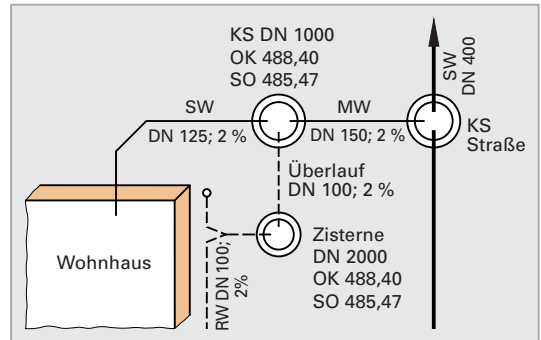 KS DN 1000
OK 488,40
SO 485,47
SW
DN 400
SW
DN 125; 2 %
MW
DN 150; 2 %
KS
Straße
Überlauf
DN 100; 2 %
Wohnhaus
RW DN 100;
2%
Zisterne
DN 2000
OK 488,40
SO 485,47